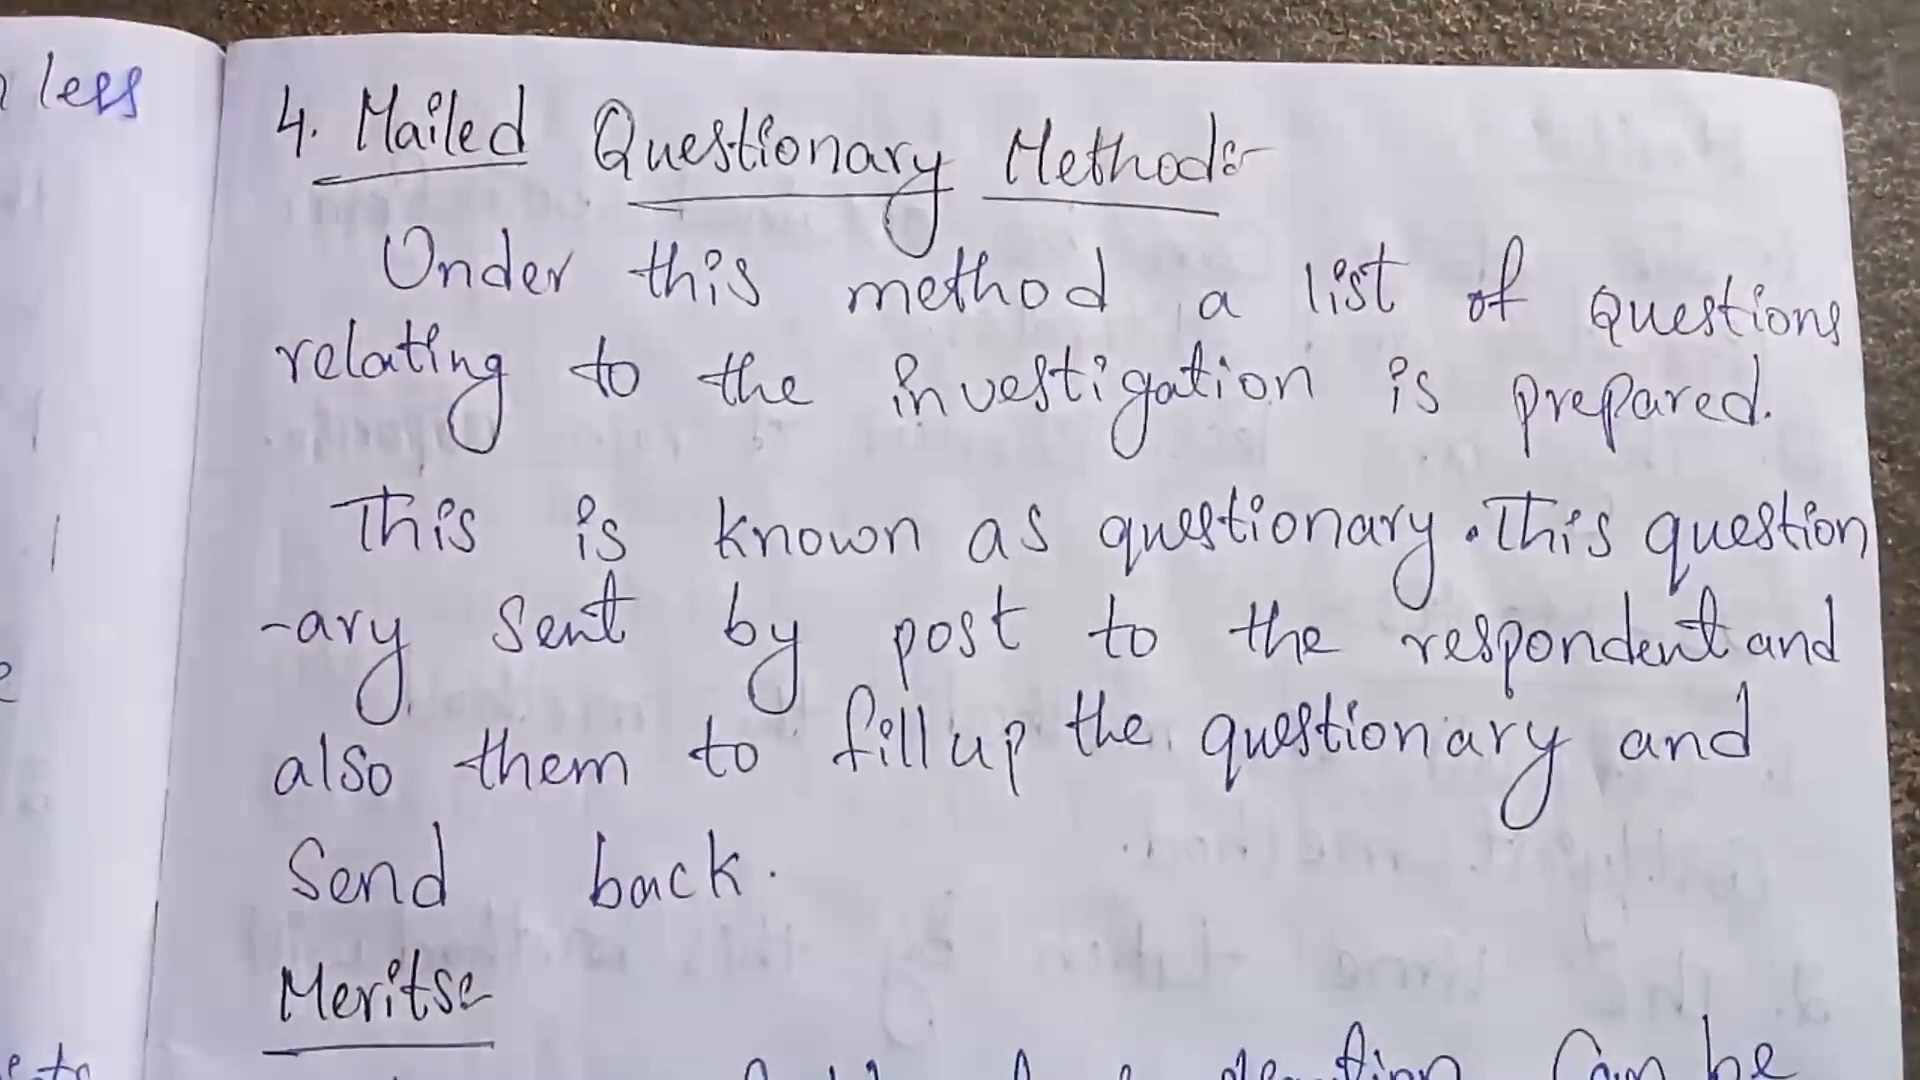 less
4. Mailed Questionary Method:-
Under this method a list of questions
relating to the investigation is prepared.
This is known as questionary. This question
-ary sent by post to the respondent and
also them to fill up the questionary and
Send back.
Merits:-
can be